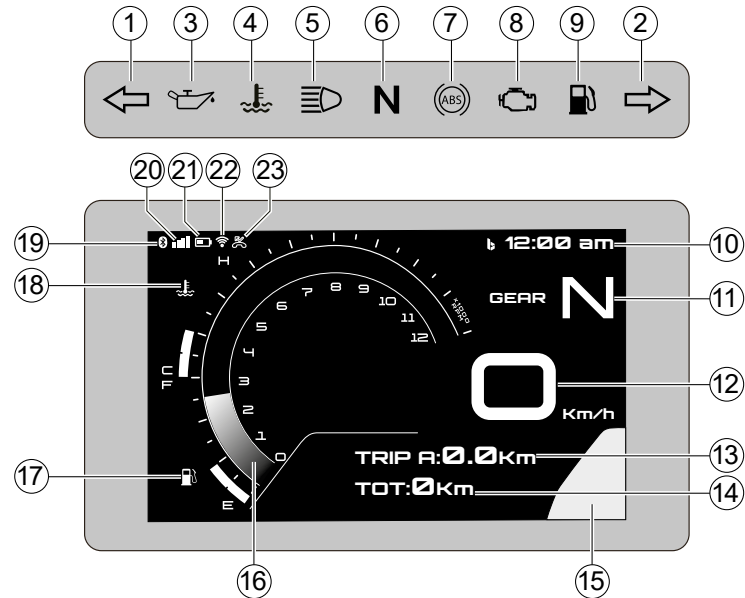 1 3 4 5 6 7 8 9 2
N ABS
20 21 22 23
19
12:00 am 10
H
18
GEAR N 11
x1000 RPM
0 1 2 3 4 5 6 7 8 9 10 11 12
C
F
0 Km/h 12
TRIP A:0.0Km 13
17
TOT:0Km 14
E
16 15